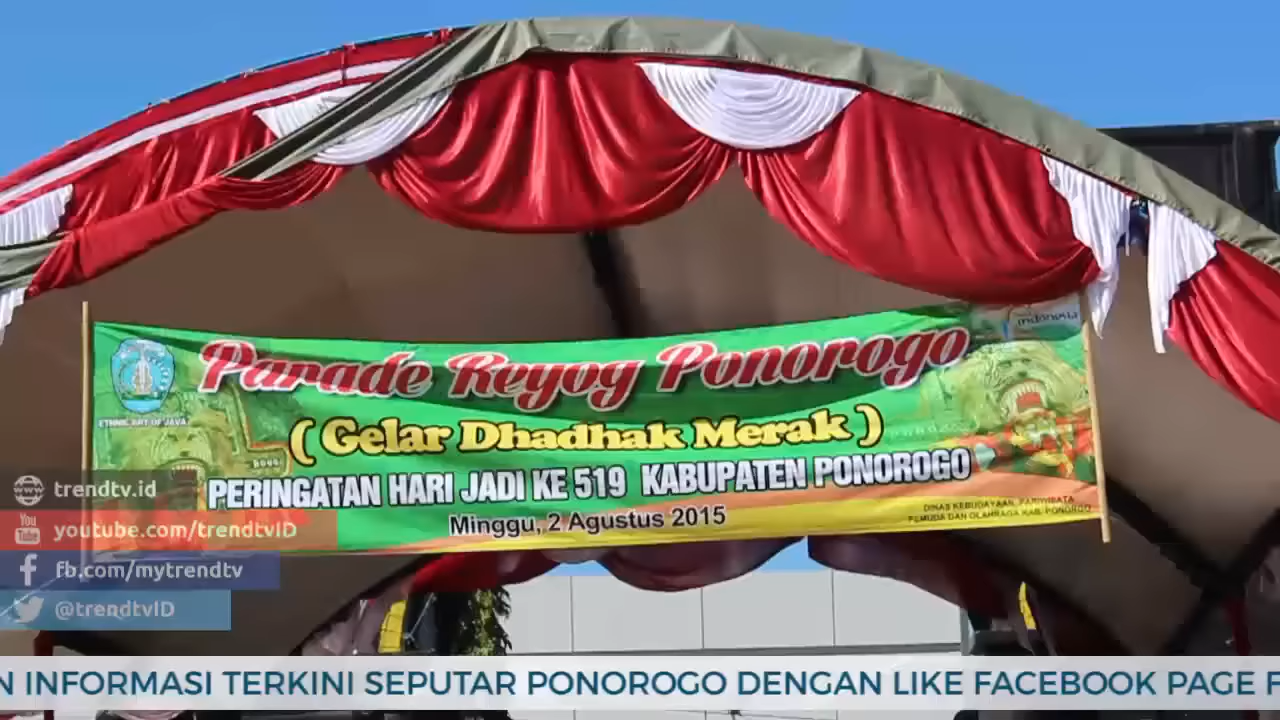 indonesia
Parade Reyog Ponorogo
ETHNIC ART OF JAVA
( Gelar Dhadhak Merak )
PERINGATAN HARI JADI KE 519 KABUPATEN PONOROGO
Minggu, 2 Agustus 2015
DINAS KEBUDAYAAN, PARIWISATA
PEMUDA DAN OLAHRAGA KAB. PONOROGO
trendtv.id
You
Tube
youtube.com/trendtvID
fb.com/mytrendtv
@trendtvID
N INFORMASI TERKINI SEPUTAR PONOROGO DENGAN LIKE FACEBOOK PAGE F